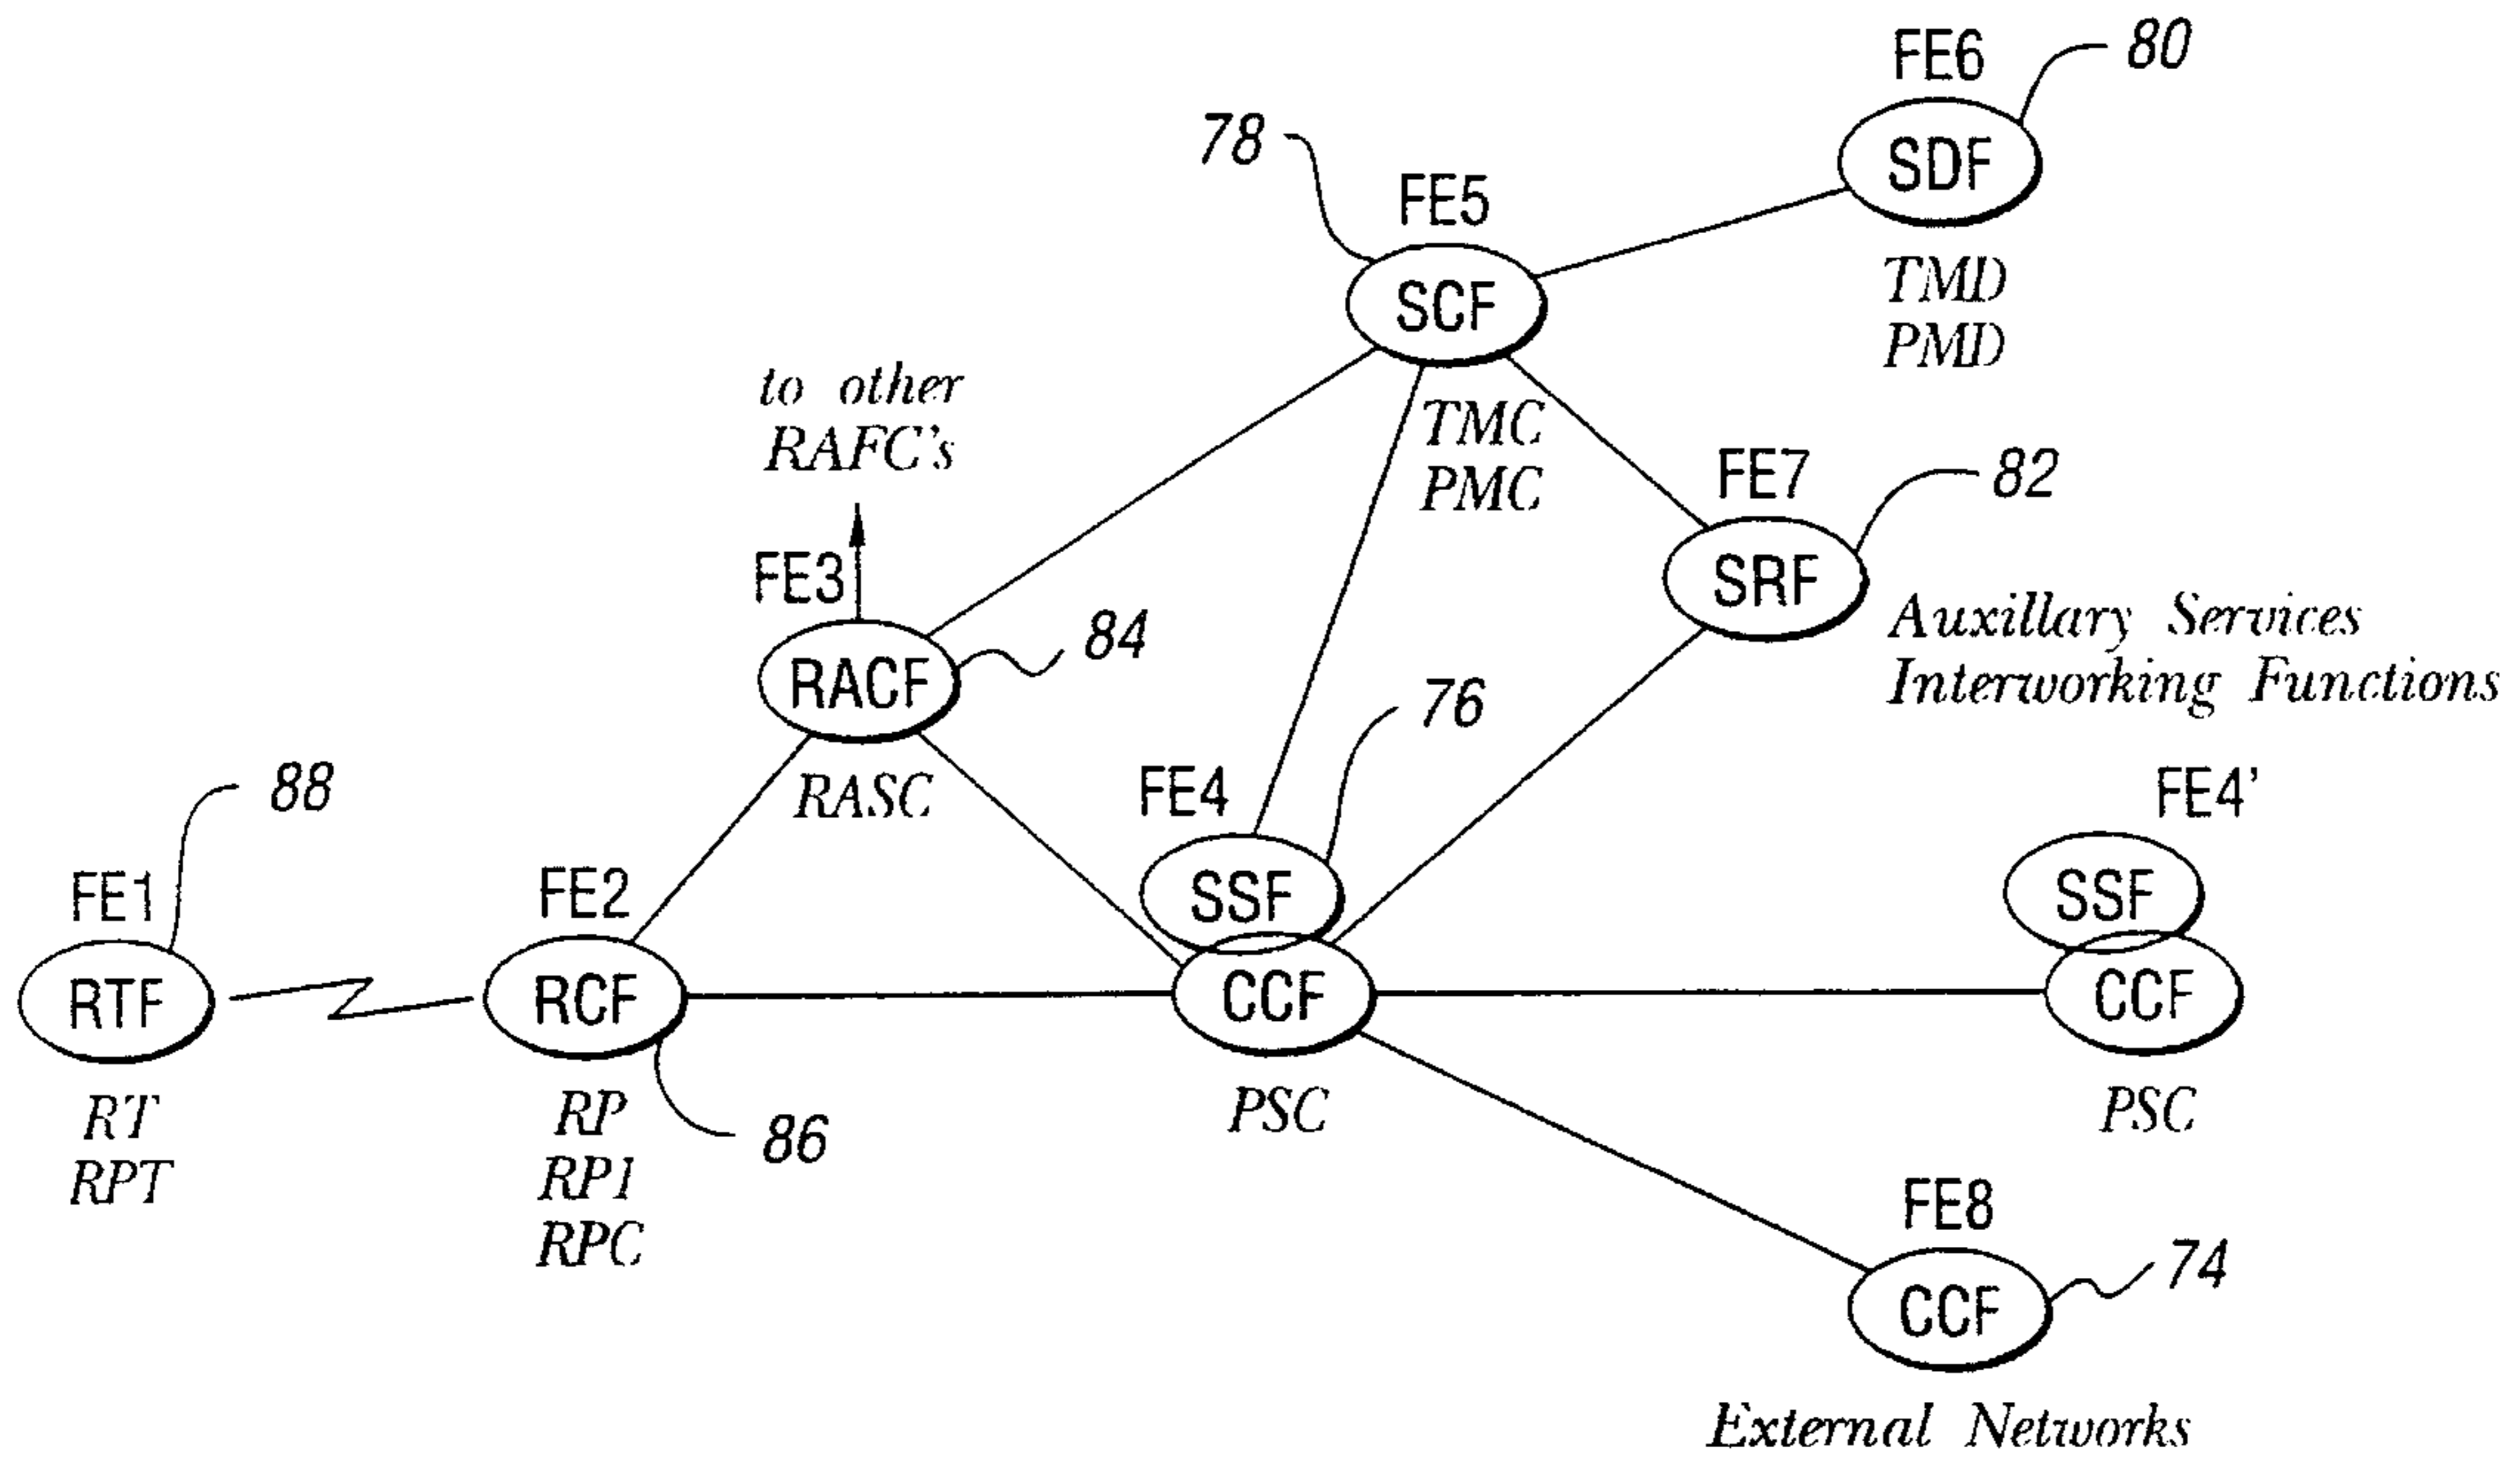 FE6
80
SDF
TMD
PMD
78
FE5
SCF
TMC
PMC
to other
RAFC's
FE7
82
SRF
Auxillary Services
Interworking Functions
FE3
84
RACF
RASC
76
FE4
SSF
CCF
PSC
FE4'
SSF
CCF
PSC
88
FE1
RTF
RT
RPT
FE2
RCF
86
RP
RPI
RPC
FE8
74
CCF
External Networks